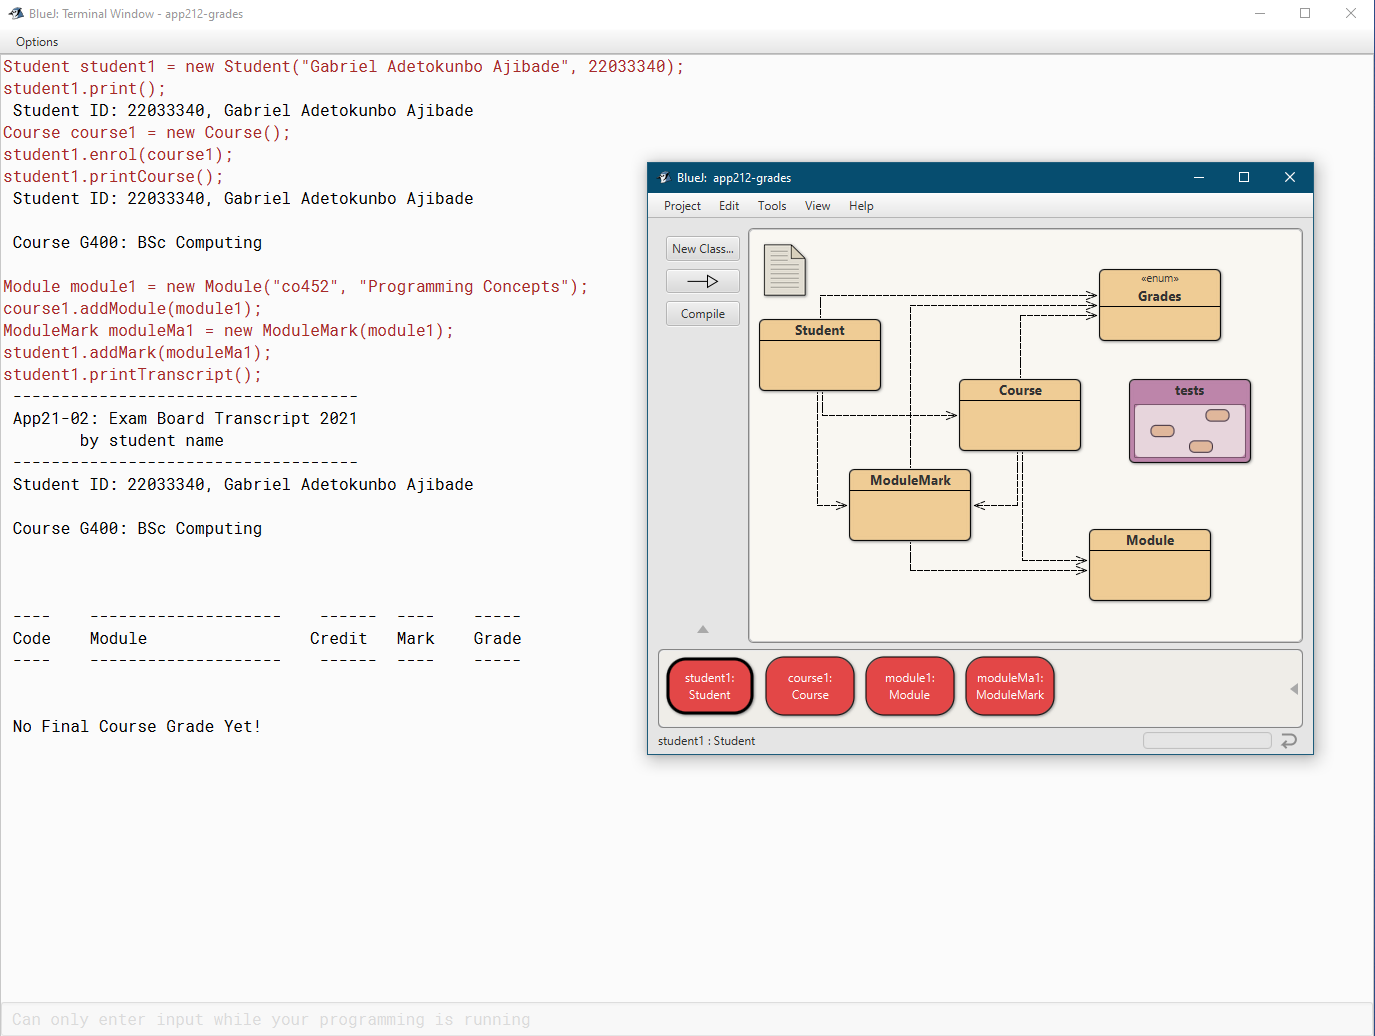 BlueJ: Terminal Window - app212-grades
Options
Student student1 = new Student("Gabriel Adetokunbo Ajibade", 22033340);
student1.print();
Student ID: 22033340, Gabriel Adetokunbo Ajibade
Course course1 = new Course();
student1.enrol(course1);
student1.printCourse();
Student ID: 22033340, Gabriel Adetokunbo Ajibade
Course G400: BSc Computing
Module module1 = new Module("co452", "Programming Concepts");
course1.addModule(module1);
ModuleMark moduleMa1 = new ModuleMark(module1);
student1.addMark(moduleMa1);
student1.printTranscript();
------------------------------------
App21-02: Exam Board Transcript 2021
by student name
------------------------------------
Student ID: 22033340, Gabriel Adetokunbo Ajibade
Course G400: BSc Computing
---- -------------------- ------ ---- -----
Code Module Credit Mark Grade
---- -------------------- ------ ---- -----
No Final Course Grade Yet!
Can only enter input while your programming is running
BlueJ: app212-grades
Project Edit Tools View Help
New Class...
Compile
«enum»
Grades
Student
Course
tests
ModuleMark
Module
student1:
Student
course1:
Course
module1:
Module
moduleMa1:
ModuleMark
student1 : Student